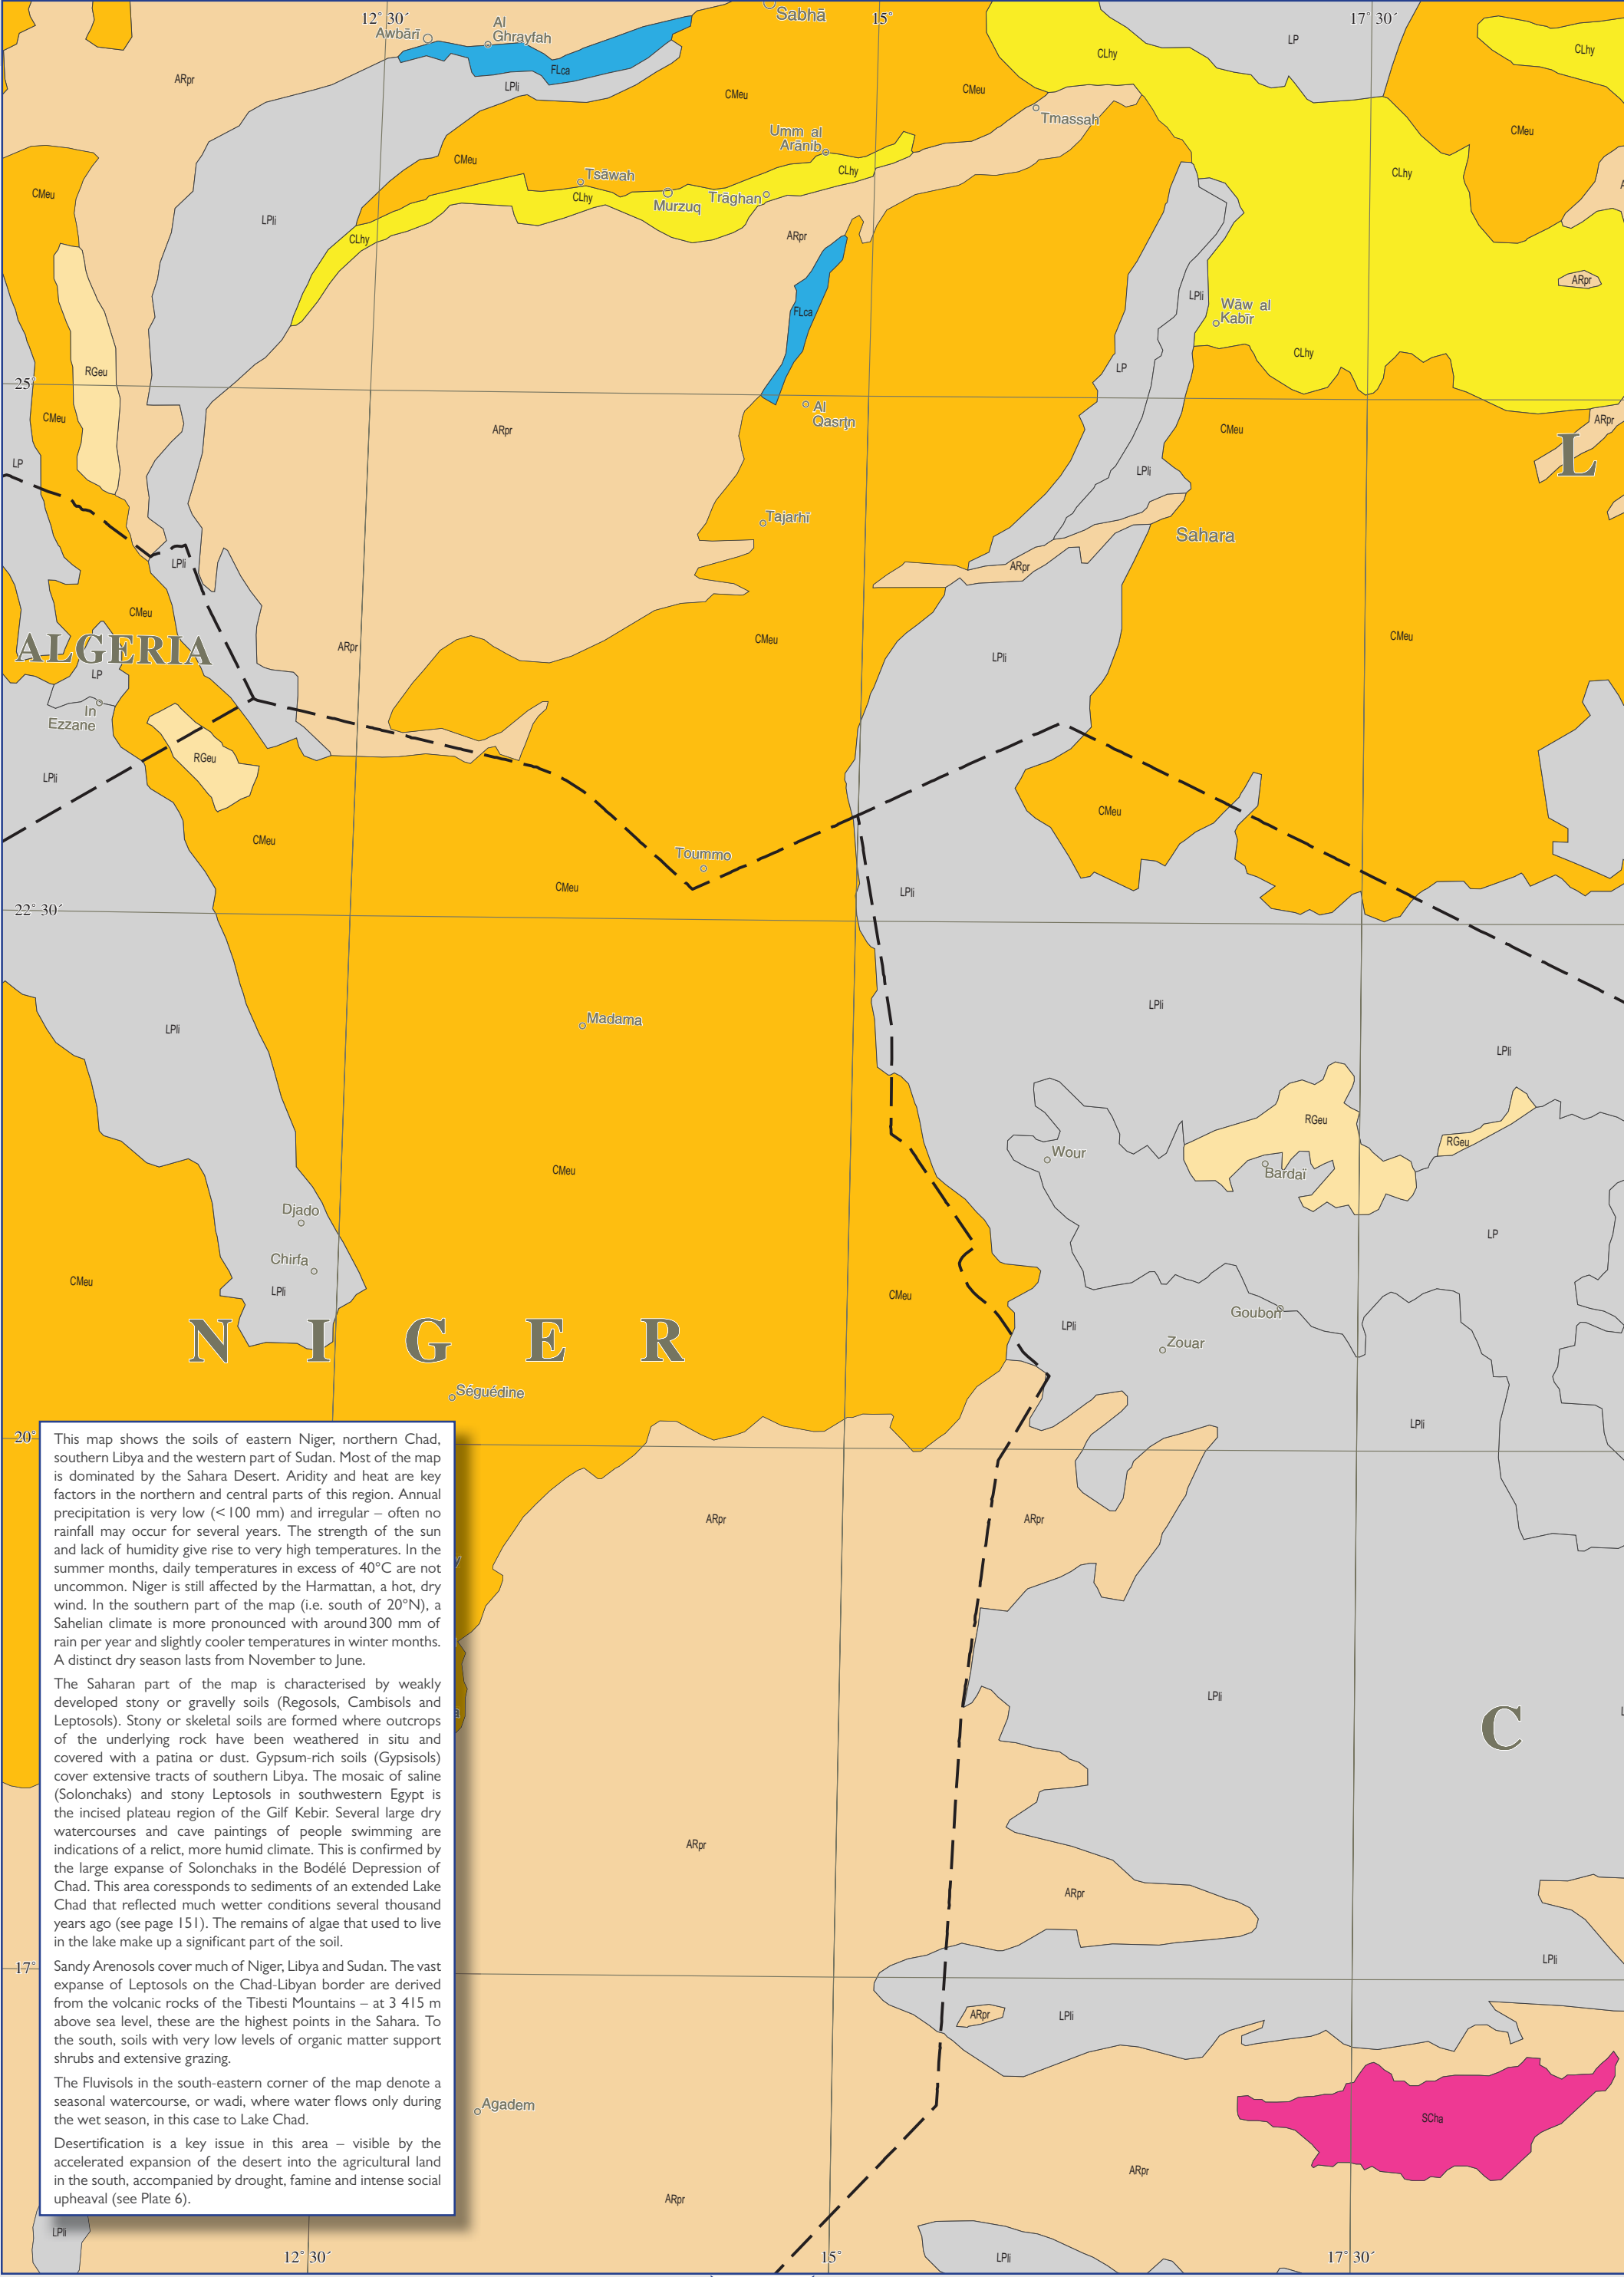 12˚ 30´
15˚
17˚ 30´
Sabhā
Awbārī
Al
Ghrayfah
FLca
LPli
LP
CLhy
CLhy
ARpr
CMeu
CMeu
CMeu
Tmassah
Umm al
Arānib
CMeu
Tsāwah
CLhy
CLhy
Murzuq
Trāghan
CMeu
LPli
CLhy
ARpr
CLhy
ARpr
FLca
LPli
Wāw al
Kabīr
CLhy
RGeu
LP
25˚
CMeu
ARpr
Al
Qasrţn
CMeu
ARpr
L
LP
LPli
Tajarhī
Sahara
LPli
ARpr
CMeu
ALGERIA
ARpr
CMeu
LPli
CMeu
LP
In
Ezzane
RGeu
LPli
CMeu
CMeu
Toummo
CMeu
LPli
22˚ 30´
LPli
Madama
LPli
LPli
RGeu
RGeu
Wour
Bardaï
CMeu
Djado
LP
Chirfa
CMeu
LPli
CMeu
Goubon
LPli
Zouar
N I G E R
Séguédine
LPli
20˚
ARpr
ARpr
LPli
C
ARpr
ARpr
LPli
17˚
ARpr
LPli
Agadem
SCha
ARpr
ARpr
LPli
LPli
12˚ 30´
15˚
17˚ 30´
This map shows the soils of eastern Niger, northern Chad,
southern Libya and the western part of Sudan. Most of the map
is dominated by the Sahara Desert. Aridity and heat are key
factors in the northern and central parts of this region. Annual
precipitation is very low (<100 mm) and irregular – often no
rainfall may occur for several years. The strength of the sun
and lack of humidity give rise to very high temperatures. In the
summer months, daily temperatures in excess of 40°C are not
uncommon. Niger is still affected by the Harmattan, a hot, dry
wind. In the southern part of the map (i.e. south of 20°N), a
Sahelian climate is more pronounced with around300 mm of
rain per year and slightly cooler temperatures in winter months.
A distinct dry season lasts from November to June.
The Saharan part of the map is characterised by weakly
developed stony or gravelly soils (Regosols, Cambisols and
Leptosols). Stony or skeletal soils are formed where outcrops
of the underlying rock have been weathered in situ and
covered with a patina or dust. Gypsum-rich soils (Gypsisols)
cover extensive tracts of southern Libya. The mosaic of saline
(Solonchaks) and stony Leptosols in southwestern Egypt is
the incised plateau region of the Gilf Kebir. Several large dry
watercourses and cave paintings of people swimming are
indications of a relict, more humid climate. This is confirmed by
the large expanse of Solonchaks in the Bodélé Depression of
Chad. This area coressponds to sediments of an extended Lake
Chad that reflected much wetter conditions several thousand
years ago (see page 151). The remains of algae that used to live
in the lake make up a significant part of the soil.
Sandy Arenosols cover much of Niger, Libya and Sudan. The vast
expanse of Leptosols on the Chad-Libyan border are derived
from the volcanic rocks of the Tibesti Mountains – at 3 415 m
above sea level, these are the highest points in the Sahara. To
the south, soils with very low levels of organic matter support
shrubs and extensive grazing.
The Fluvisols in the south-eastern corner of the map denote a
seasonal watercourse, or wadi, where water flows only during
the wet season, in this case to Lake Chad.
Desertification is a key issue in this area – visible by the
accelerated expansion of the desert into the agricultural land
in the south, accompanied by drought, famine and intense social
upheaval (see Plate 6).